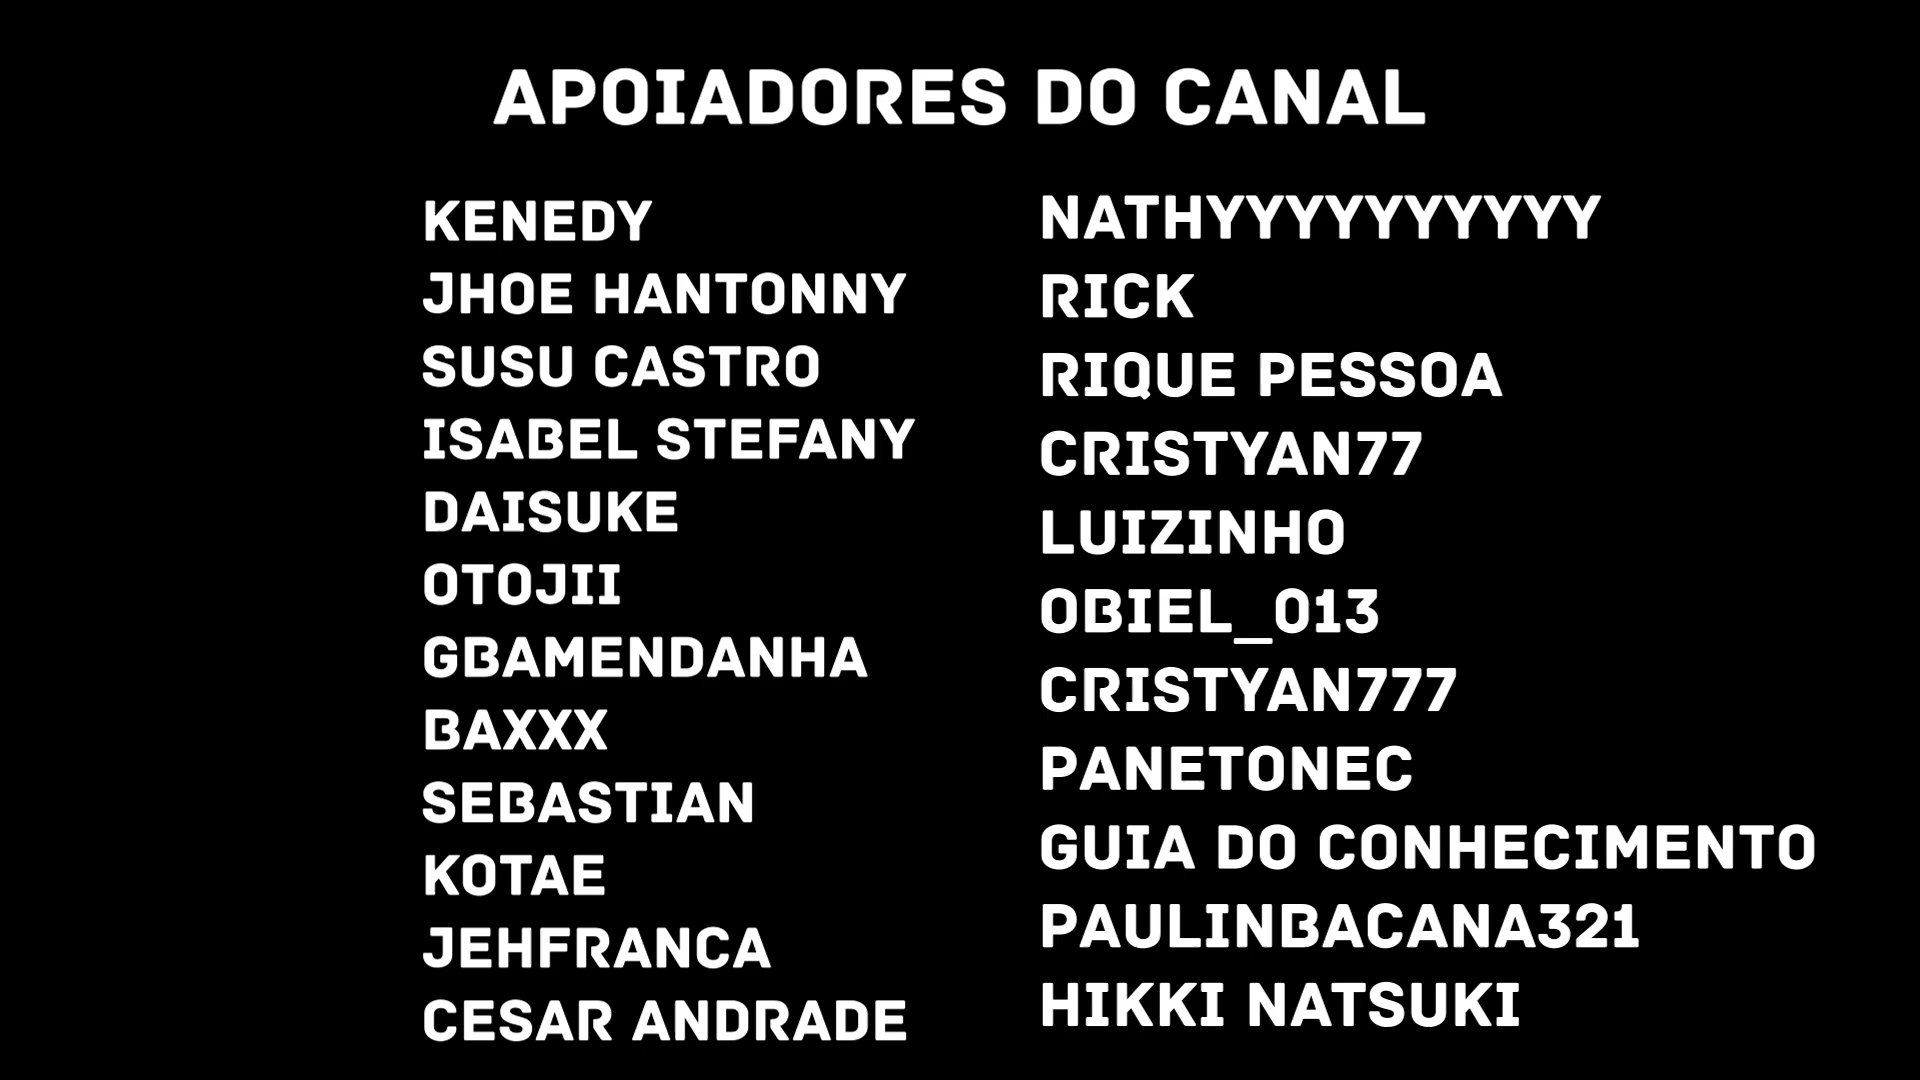 APOIADORES DO CANAL
KENEDY
JHOE HANTONNY
SUSU CASTRO
ISABEL STEFANY
DAISUKE
OTOJII
GBAMENDANHA
BAXXX
SEBASTIAN
KOTAE
JEHFRANCA
CESAR ANDRADE
NATHYYYYYYYYYY
RICK
RIQUE PESSOA
CRISTYAN77
LUIZINHO
OBIEL_013
CRISTYAN777
PANETONEC
GUIA DO CONHECIMENTO
PAULINBACANA321
HIKKI NATSUKI